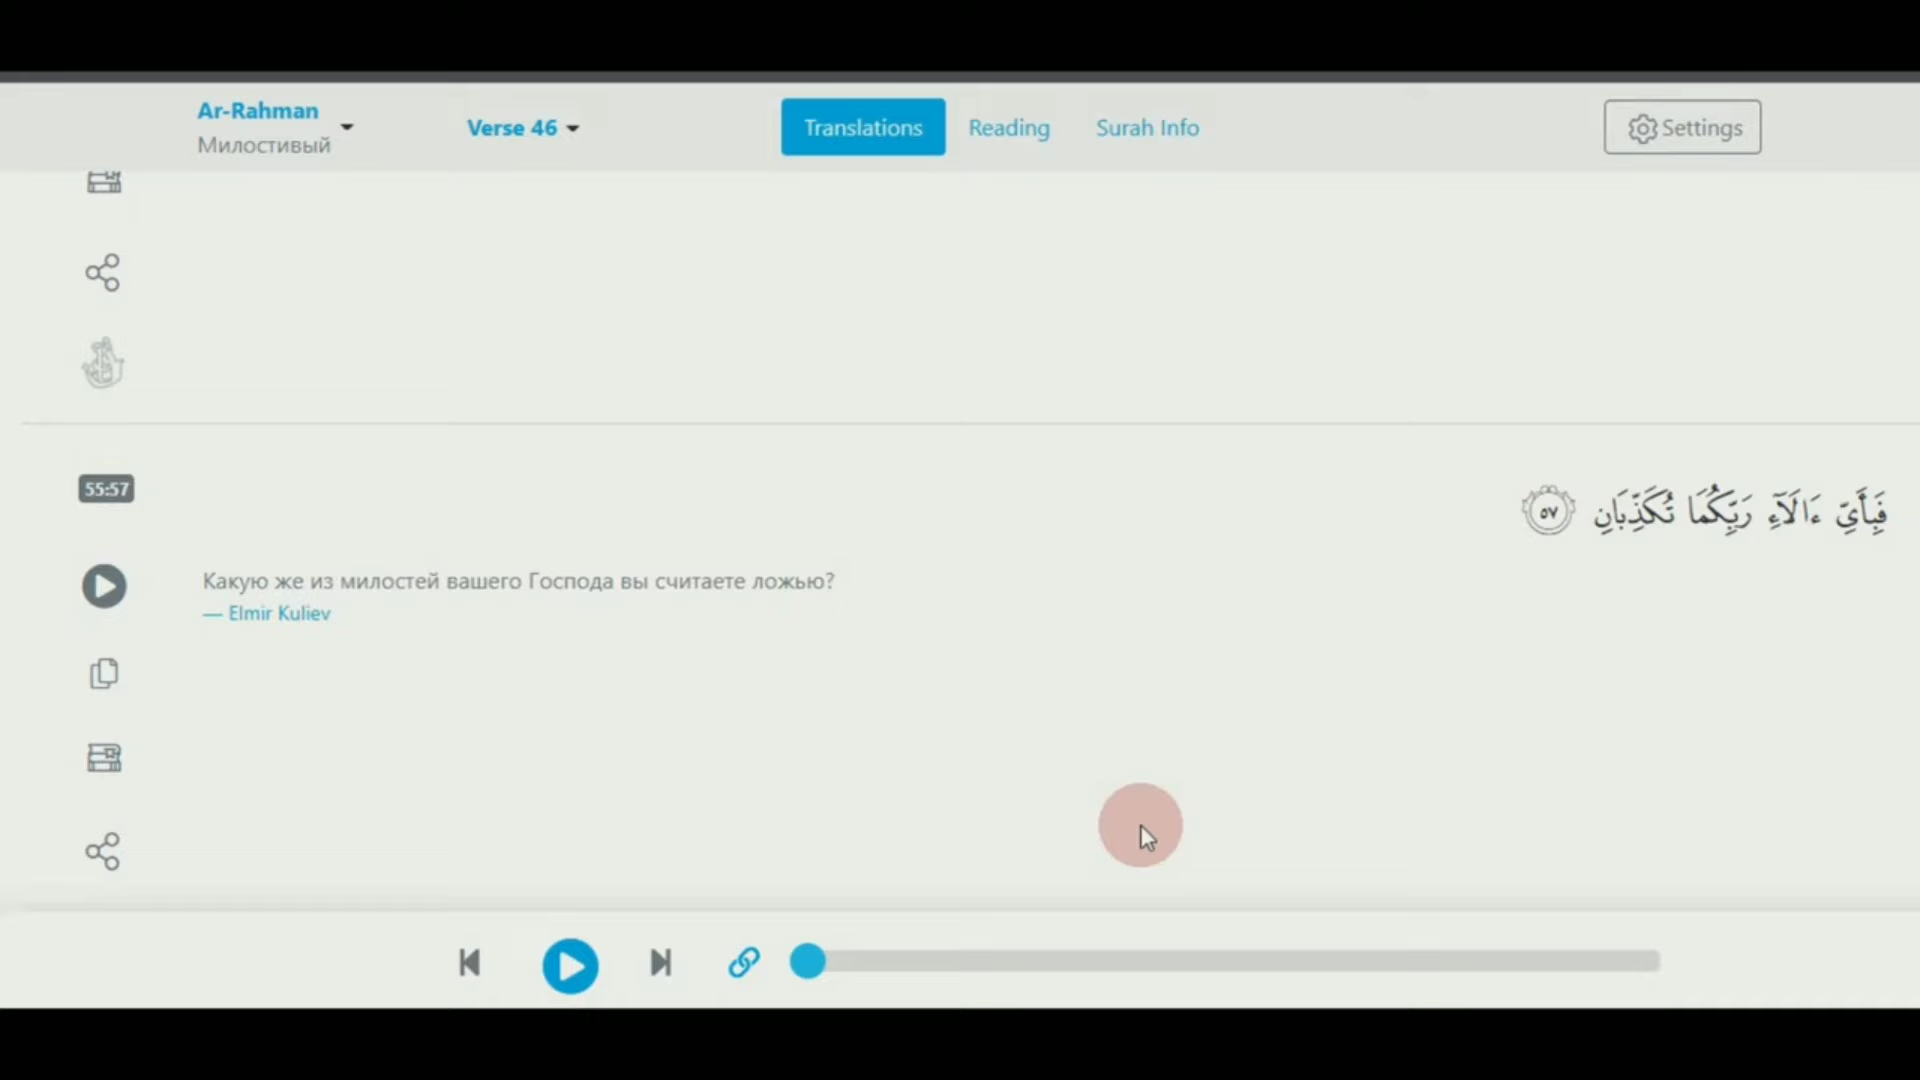 Ar-Rahman
Милостивый
Verse 46
Translations
Reading
Surah Info
Settings
55:57
فَبِأَىِّ ءَالَآءِ رَبِّكُمَا تُكَذِّبَانِ ٥٧
Какую же из милостей вашего Господа вы считаете ложью?
— Elmir Kuliev